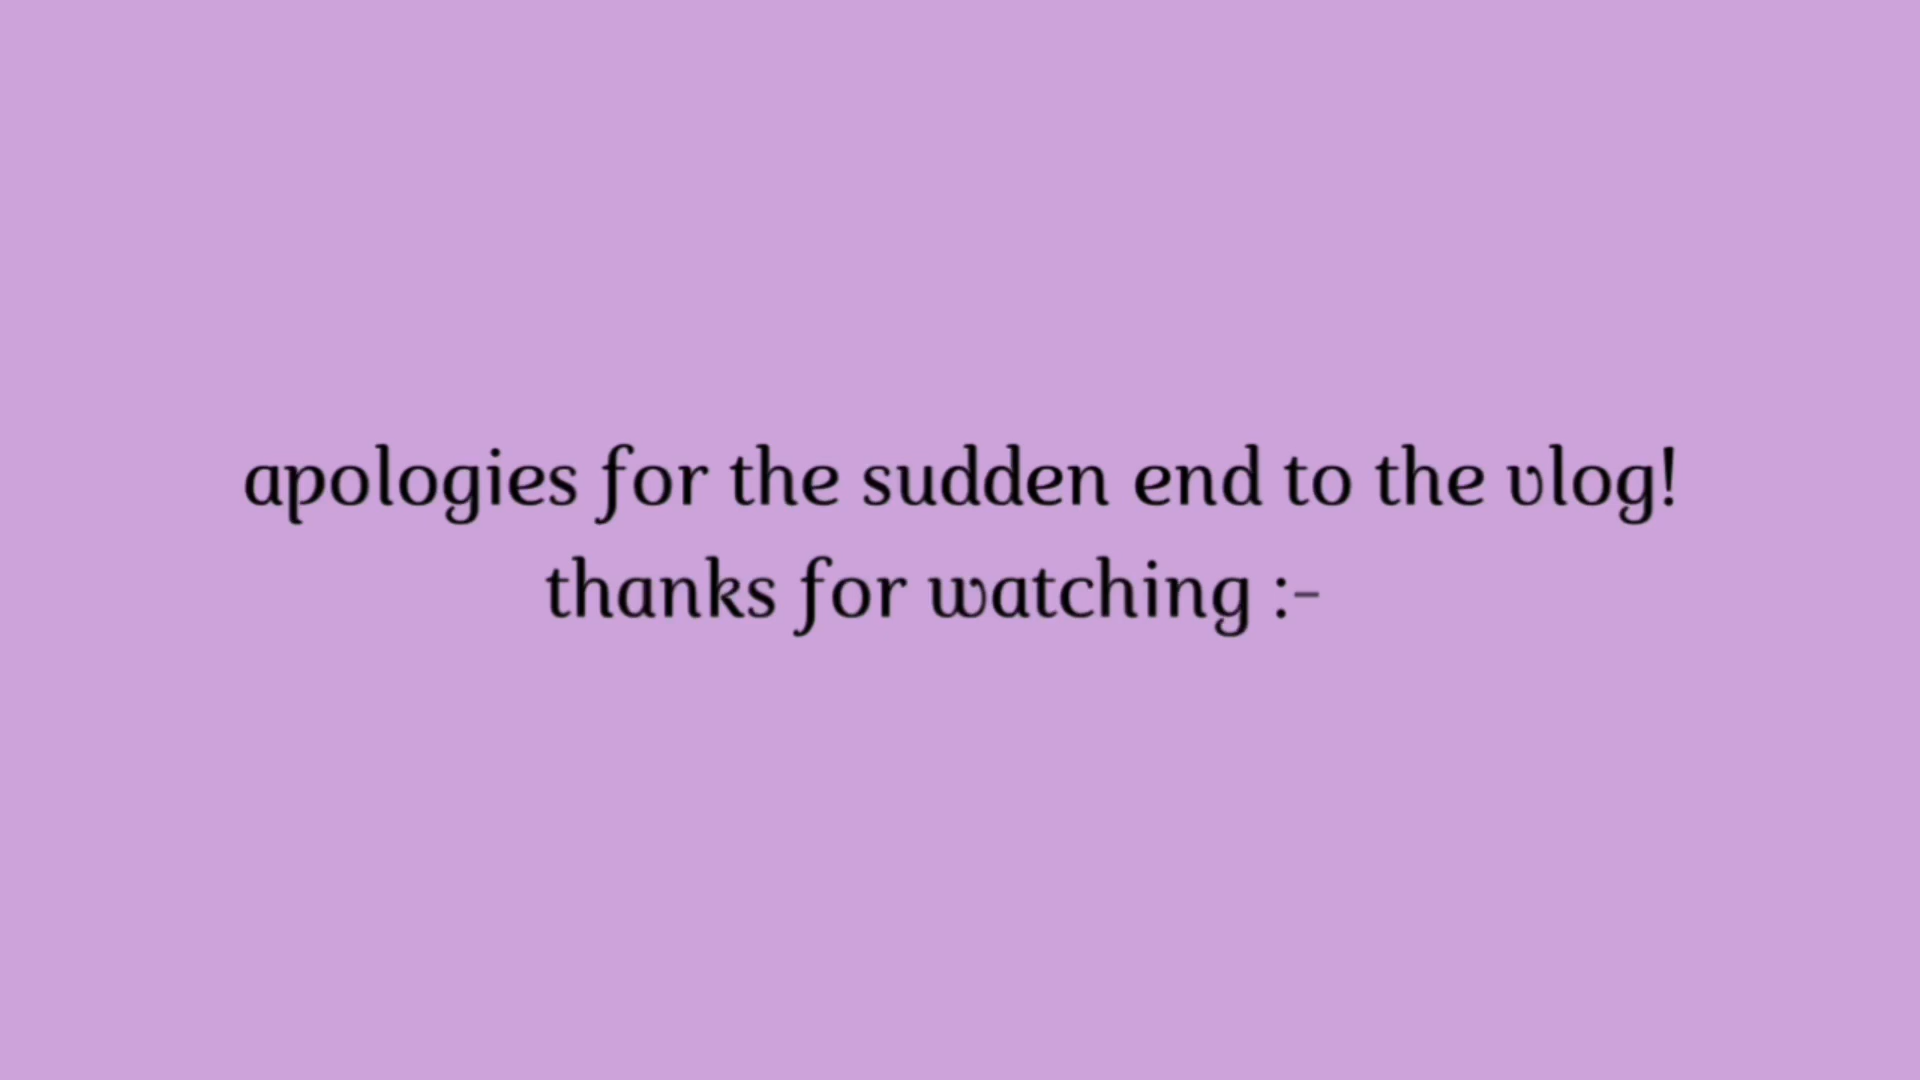 apologies for the sudden end to the vlog!
thanks for watching :-